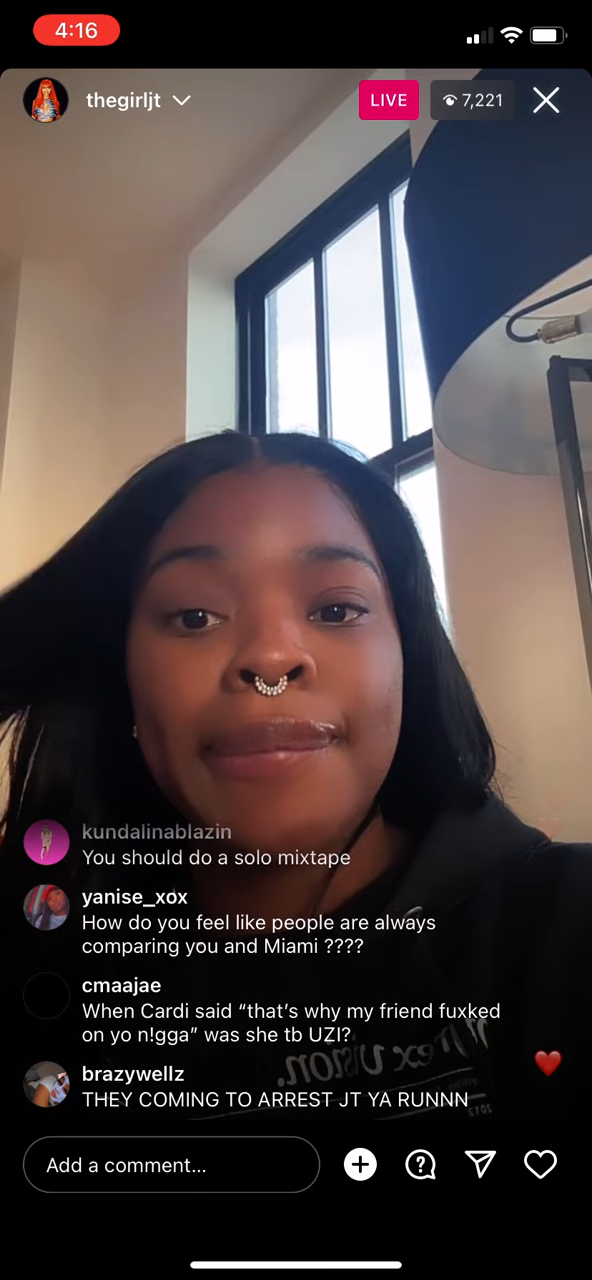 4:16
thegirljt
LIVE
7,221
kundalinablazin
You should do a solo mixtape
yanise_xox
How do you feel like people are always
comparing you and Miami ????
cmaajae
When Cardi said “that’s why my friend fuxked
on yo n!gga” was she tb UZI?
brazywellz
THEY COMING TO ARREST JT YA RUNNN
2012
Add a comment...